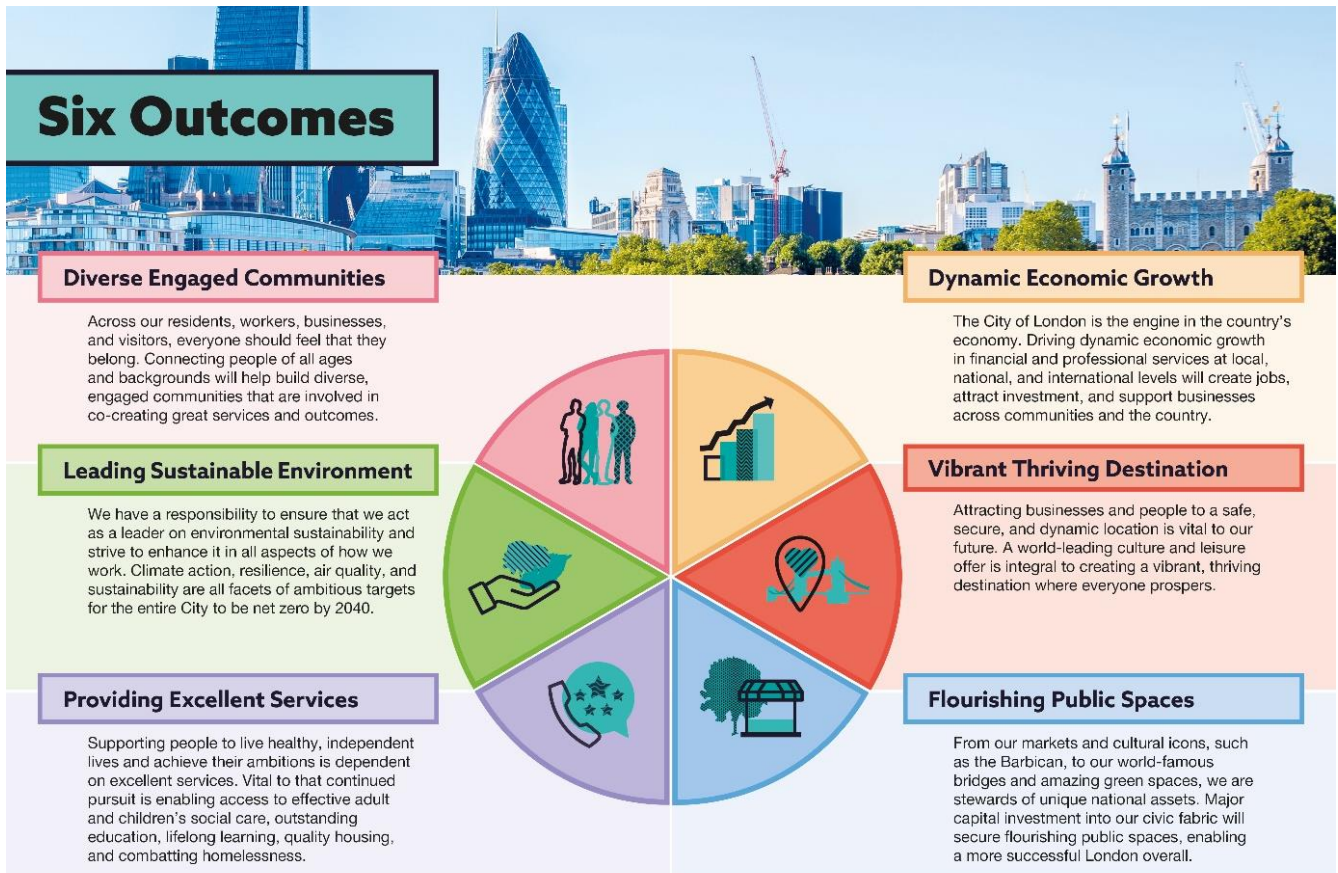 Six Outcomes
Diverse Engaged Communities
Across our residents, workers, businesses,
and visitors, everyone should feel that they
belong. Connecting people of all ages
and backgrounds will help build diverse,
engaged communities that are involved in
co-creating great services and outcomes.
Dynamic Economic Growth
The City of London is the engine in the country's
economy. Driving dynamic economic growth
in financial and professional services at local,
national, and international levels will create jobs,
attract investment, and support businesses
across communities and the country.
Leading Sustainable Environment
We have a responsibility to ensure that we act
as a leader on environmental sustainability and
strive to enhance it in all aspects of how we
work. Climate action, resilience, air quality, and
sustainability are all facets of ambitious targets
for the entire City to be net zero by 2040.
Vibrant Thriving Destination
Attracting businesses and people to a safe,
secure, and dynamic location is vital to our
future. A world-leading culture and leisure
offer is integral to creating a vibrant, thriving
destination where everyone prospers.
Providing Excellent Services
Supporting people to live healthy, independent
lives and achieve their ambitions is dependent
on excellent services. Vital to that continued
pursuit is enabling access to effective adult
and children's social care, outstanding
education, lifelong learning, quality housing,
and combatting homelessness.
Flourishing Public Spaces
From our markets and cultural icons, such
as the Barbican, to our world-famous
bridges and amazing green spaces, we are
stewards of unique national assets. Major
capital investment into our civic fabric will
secure flourishing public spaces, enabling
a more successful London overall.